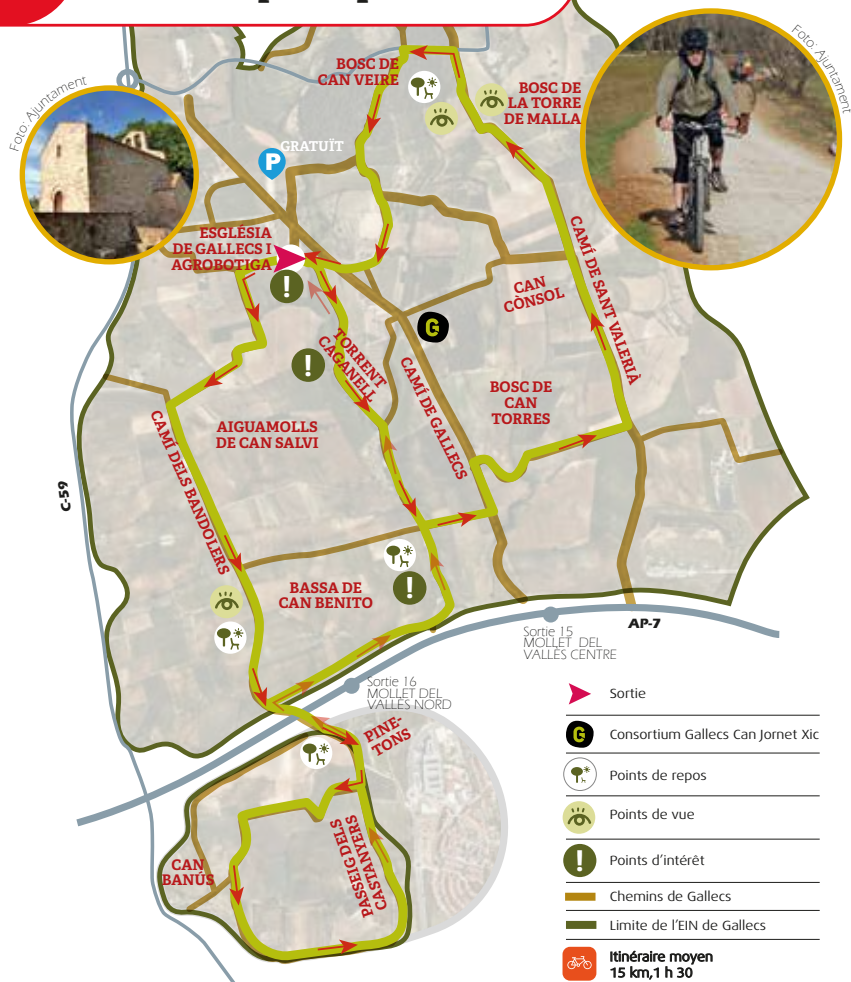 BOSC DE
CAN VEIRE
BOSC DE
LA TORRE
DE MALLA
Foto: Ajuntament
Foto: Ajuntament
P
GRATUÏT
ESGLÉSIA
DE GALLECS I
AGROBOTIGA
!
CAMÍ DE SANT VALERIÀ
CAN
CÒNSOL
G
TORRENT
CAGANELL
!
CAMÍ DE GALLECS
BOSC DE
CAN
TORRES
AIGUAMOLLS
DE CAN SALVI
CAMÍ DELS BANDOLERS
C-59
BASSA DE
CAN BENITO
!
AP-7
Sortie 15
MOLLET DEL
VALLÈS CENTRE
Sortie 16
MOLLET DEL
VALLÈS NORD
PINE-
TONS
PASSEIG DELS
CASTANYERS
CAN
BANÚS
Sortie
G Consortium Gallecs Can Jornet Xic
Points de repos
Points de vue
! Points d'intérêt
Chemins de Gallecs
Limite de l'EIN de Gallecs
Itinéraire moyen
15 km,1 h 30